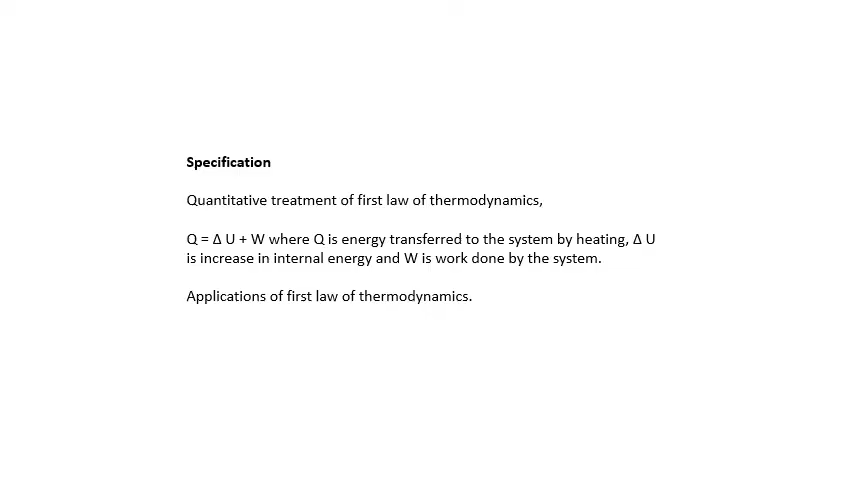 Specification
Quantitative treatment of first law of thermodynamics,
Q = Δ U + W where Q is energy transferred to the system by heating, Δ U
is increase in internal energy and W is work done by the system.
Applications of first law of thermodynamics.